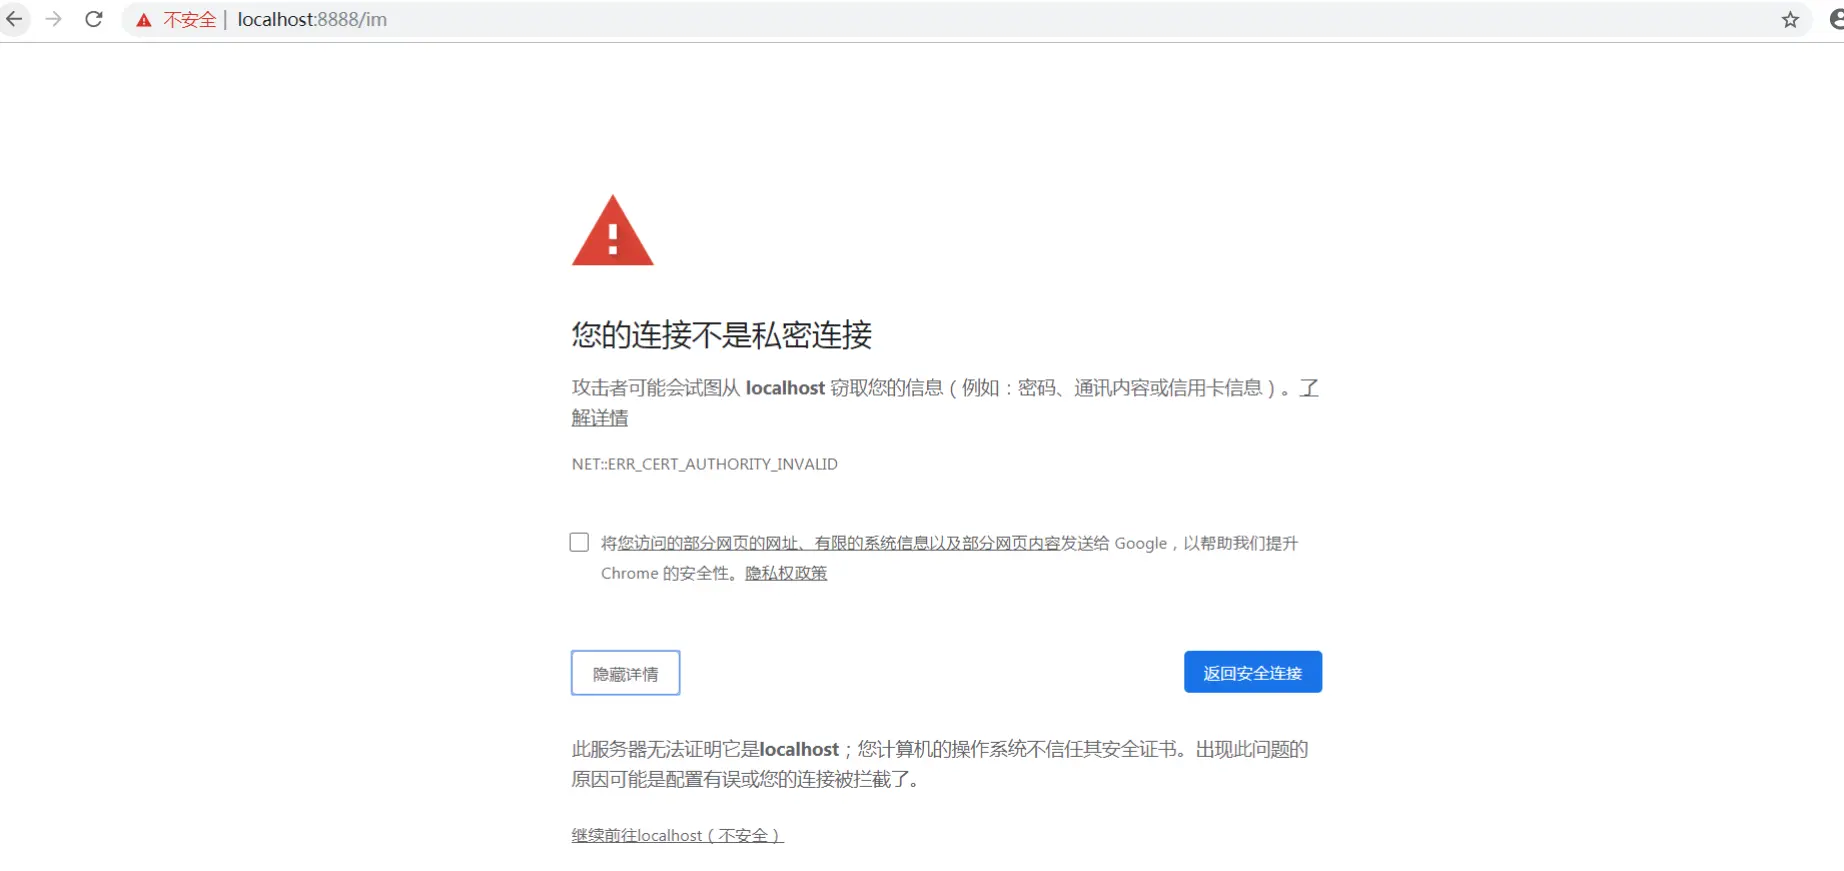 不安全 | localhost:8888/im
您的连接不是私密连接
攻击者可能会试图从 localhost 窃取您的信息（例如：密码、通讯内容或信用卡信息）。了
解详情
NET::ERR_CERT_AUTHORITY_INVALID
将您访问的部分网页的网址、有限的系统信息以及部分网页内容发送给 Google，以帮助我们提升
Chrome 的安全性。隐私权政策
隐藏详情
返回安全连接
此服务器无法证明它是localhost；您计算机的操作系统不信任其安全证书。出现此问题的
原因可能是配置有误或您的连接被拦截了。
继续前往localhost（不安全）